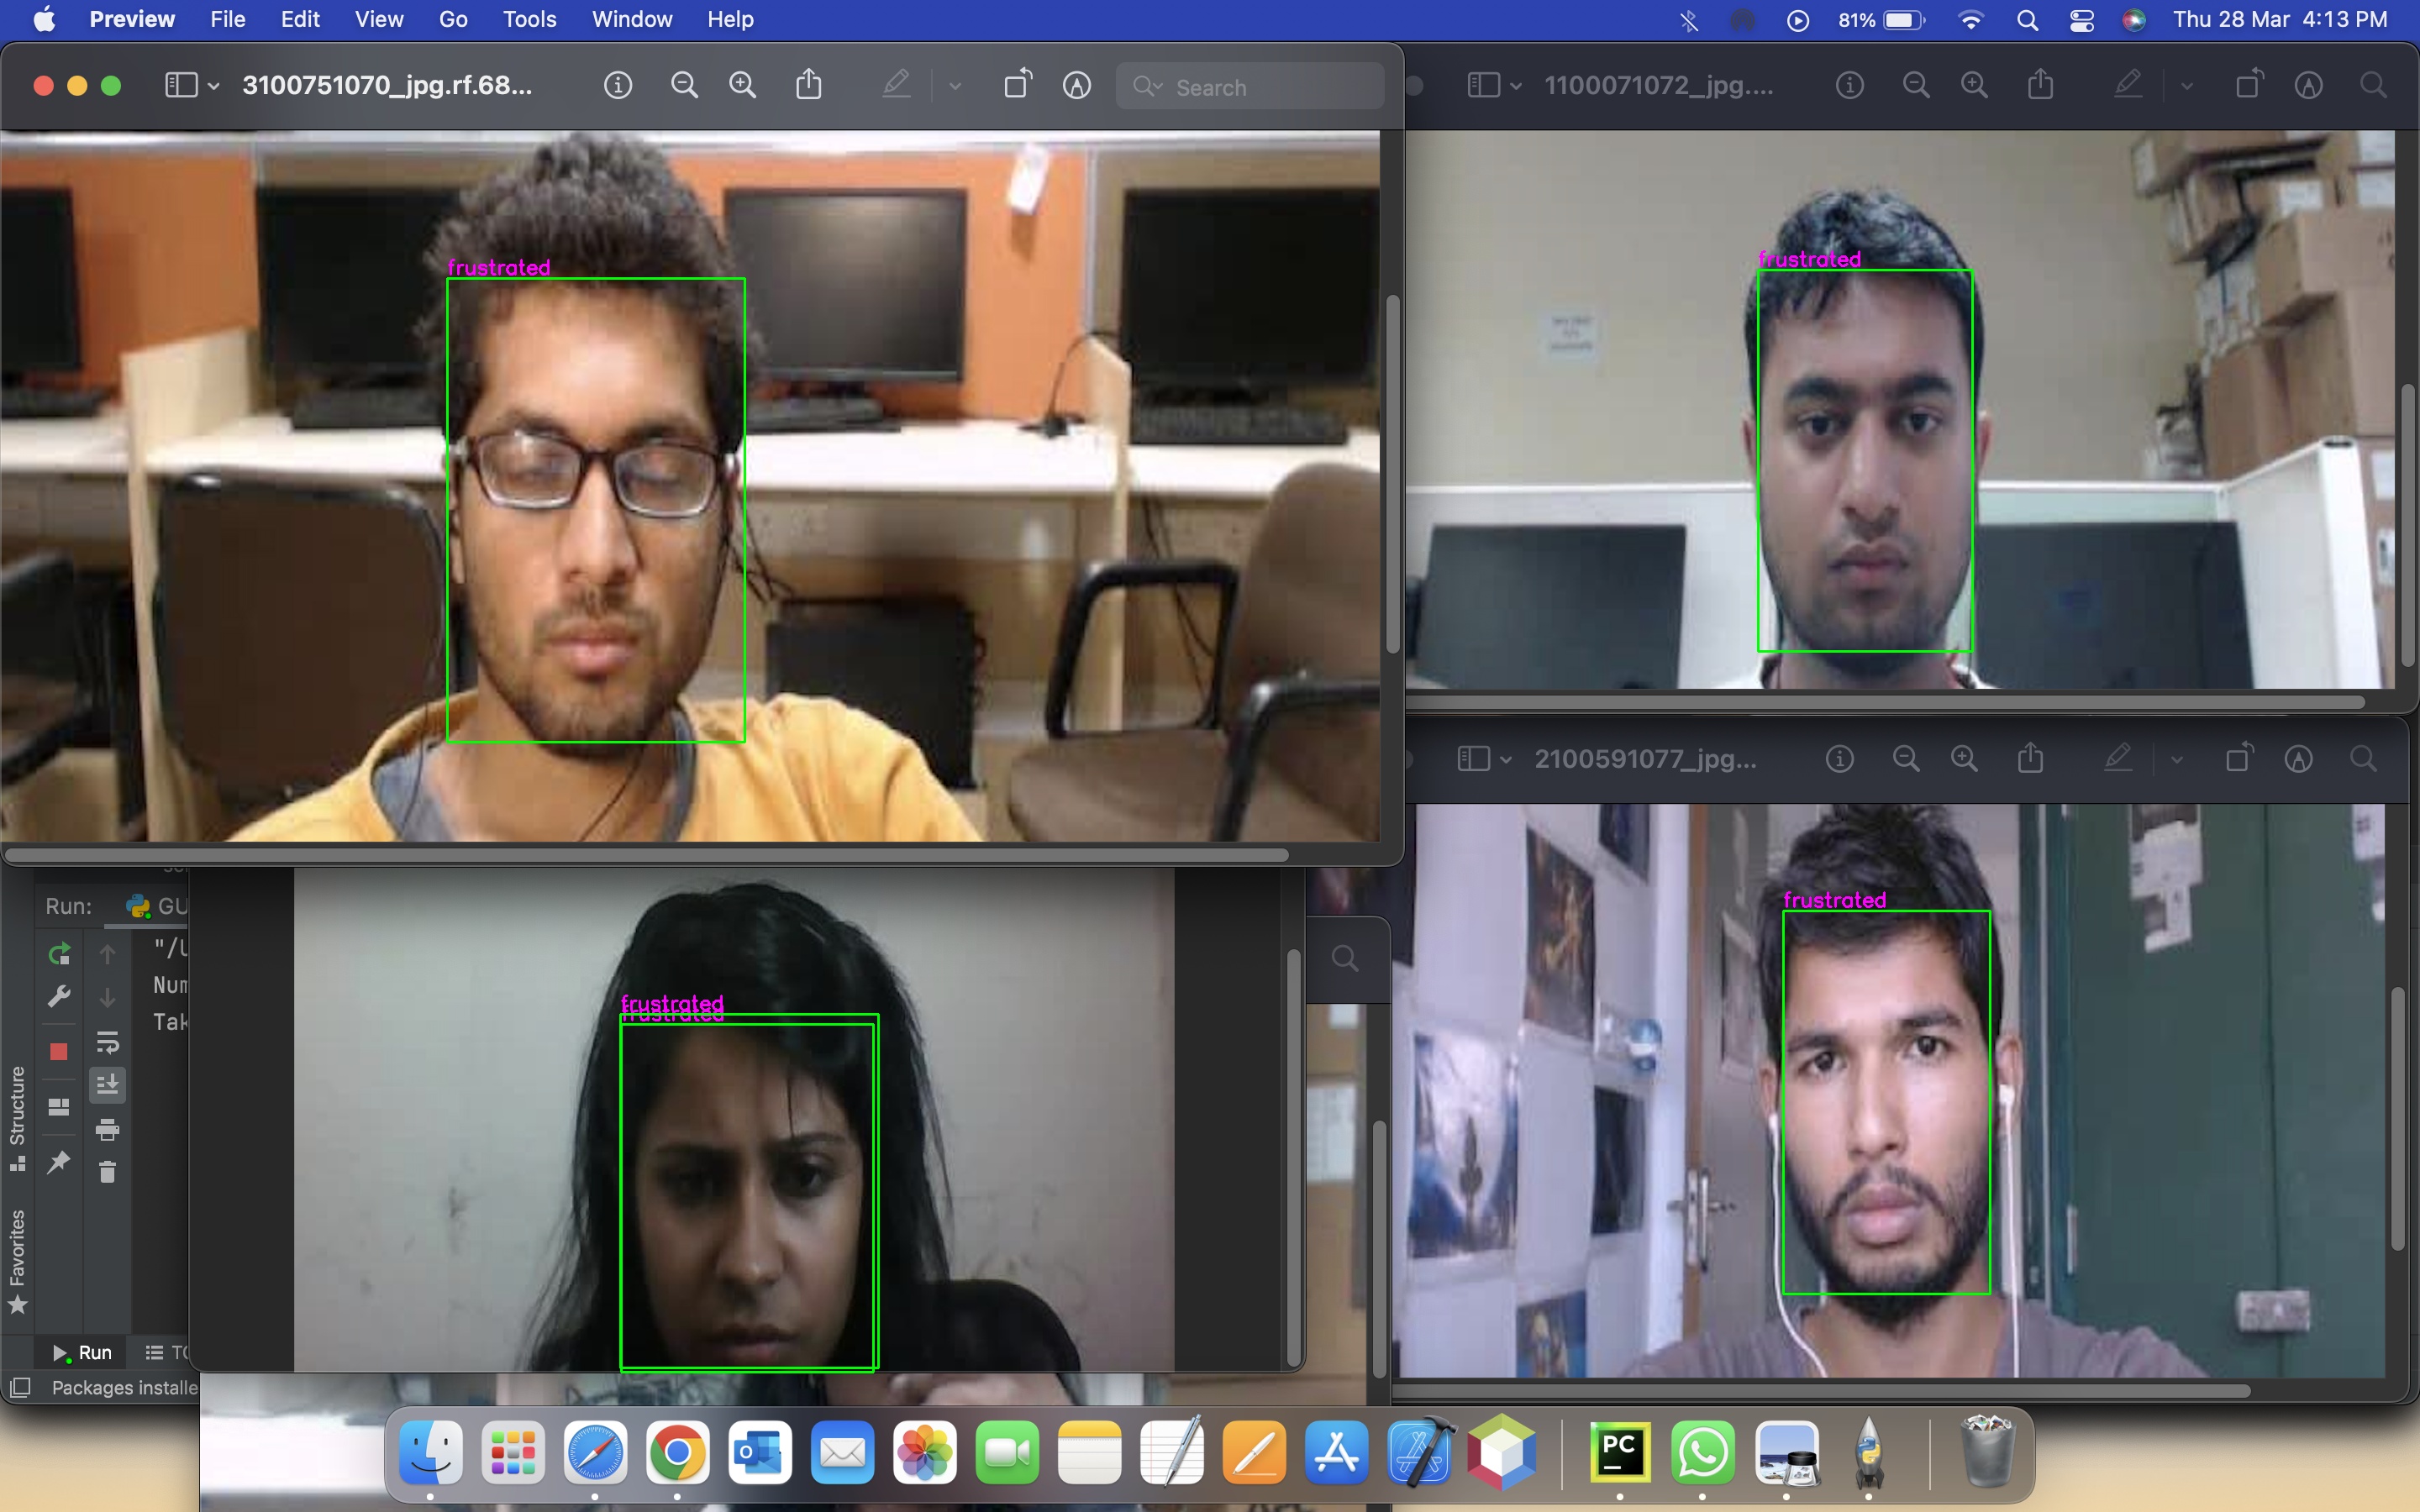 Preview File Edit View Go Tools Window Help 81% Thu 28 Mar 4:13 PM
3100751070_jpg.rf.68... Search
1100071072_jpg....
frustrated
frustrated
2100591077_jpg...
frustrated
Run: GU
"/U
Num
Tak
frustrated
frustrated
Structure
Favorites
Run TO
Packages installe
PC